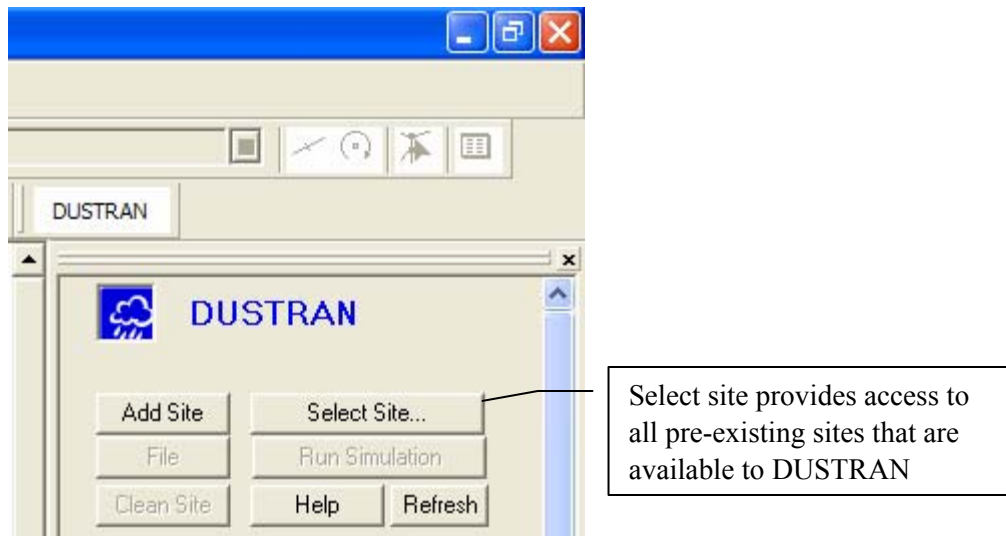 DUSTRAN
DUSTRAN
Add Site
Select Site...
File
Run Simulation
Clean Site
Help
Refresh
Select site provides access to
all pre-existing sites that are
available to DUSTRAN